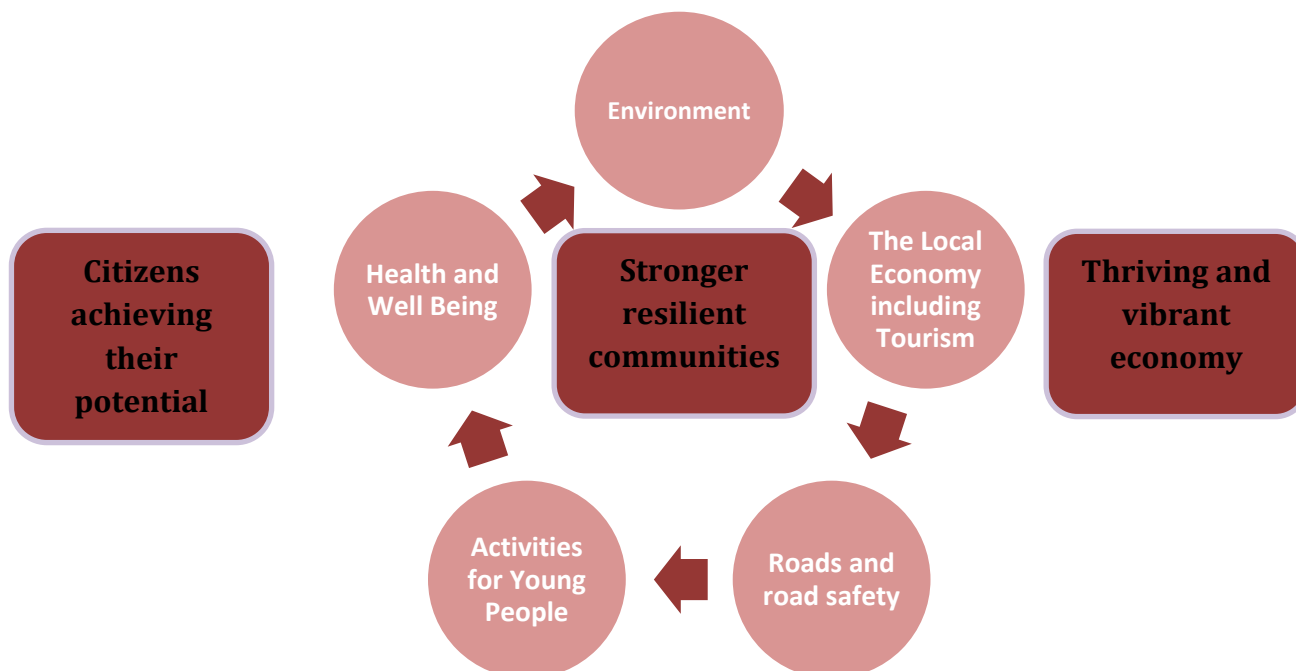 Environment
Citizens
achieving
their
potential
Health and
Well Being
Stronger
resilient
communities
The Local
Economy
including
Tourism
Thriving and
vibrant
economy
Activities
for Young
People
Roads and
road safety